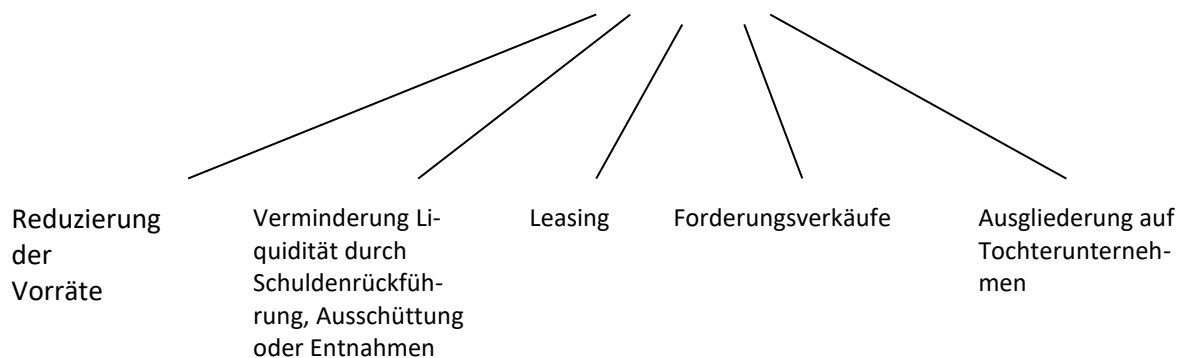 Reduzierung
der
Vorräte
Verminderung Li-
quidität durch
Schuldenrückfüh-
rung, Ausschüttung
oder Entnahmen
Leasing
Forderungsverkäufe
Ausgliederung auf
Tochterunterneh-
men